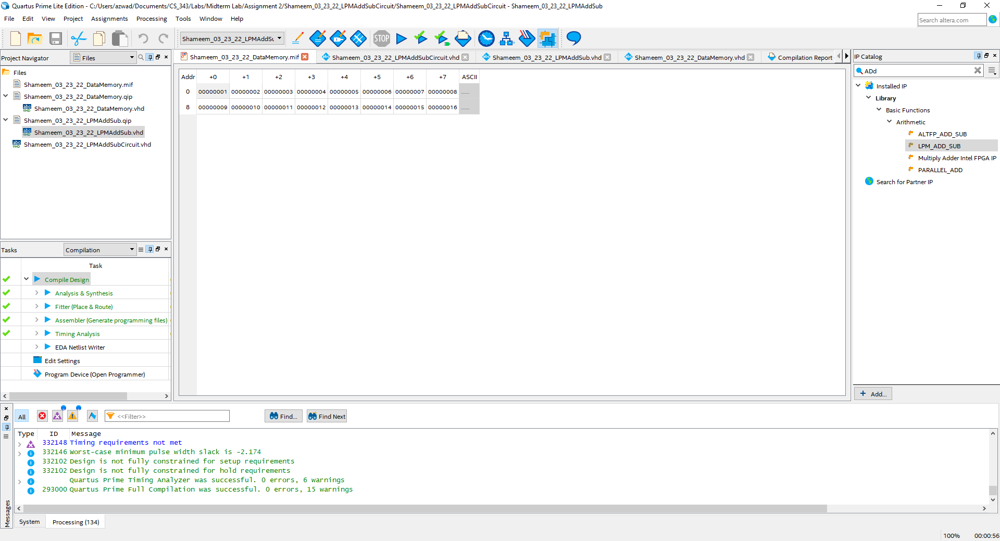 Quartus Prime Lite Edition - C:/Users/azwad/Documents/CS_343/Labs/Midterm Lab/Assignment 2/Shameem_03_23_22_LPMAddSubCircuit/Shameem_03_23_22_LPMAddSubCircuit - Shameem_03_23_22_LPMAddSub
File Edit View Project Assignments Processing Tools Window Help
Search altera.com
Shameem_03_23_22_LPMAddSu
STOP
Project Navigator Files
Shameem_03_23_22_DataMemory.mif Shameem_03_23_22_LPMAddSubCircuit.vhd Shameem_03_23_22_LPMAddSub.vhd Shameem_03_23_22_DataMemory.vhd Compilation Report
IP Catalog
Files
Shameem_03_23_22_DataMemory.mif
Shameem_03_23_22_DataMemory.qip
Shameem_03_23_22_DataMemory.vhd
Shameem_03_23_22_LPMAddSub.qip
Shameem_03_23_22_LPMAddSub.vhd
Shameem_03_23_22_LPMAddSubCircuit.vhd
Addr +0 +1 +2 +3 +4 +5 +6 +7 ASCII
0 00000001 00000002 00000003 00000004 00000005 00000006 00000007 00000008 ........
8 00000009 00000010 00000011 00000012 00000013 00000014 00000015 00000016 ........
ADd
Installed IP
Library
Basic Functions
Arithmetic
ALTFP_ADD_SUB
LPM_ADD_SUB
Multiply Adder Intel FPGA IP
PARALLEL_ADD
Search for Partner IP
+ Add...
Tasks Compilation
Task
Compile Design
Analysis & Synthesis
Fitter (Place & Route)
Assembler (Generate programming files)
Timing Analysis
EDA Netlist Writer
Edit Settings
Program Device (Open Programmer)
All <<Filter>> Find... Find Next
Type ID Message
332148 Timing requirements not met
332146 Worst-case minimum pulse width slack is -2.174
332102 Design is not fully constrained for setup requirements
332102 Design is not fully constrained for hold requirements
Quartus Prime Timing Analyzer was successful. 0 errors, 6 warnings
293000 Quartus Prime Full Compilation was successful. 0 errors, 15 warnings
Messages
System Processing (134)
100% 00:00:56